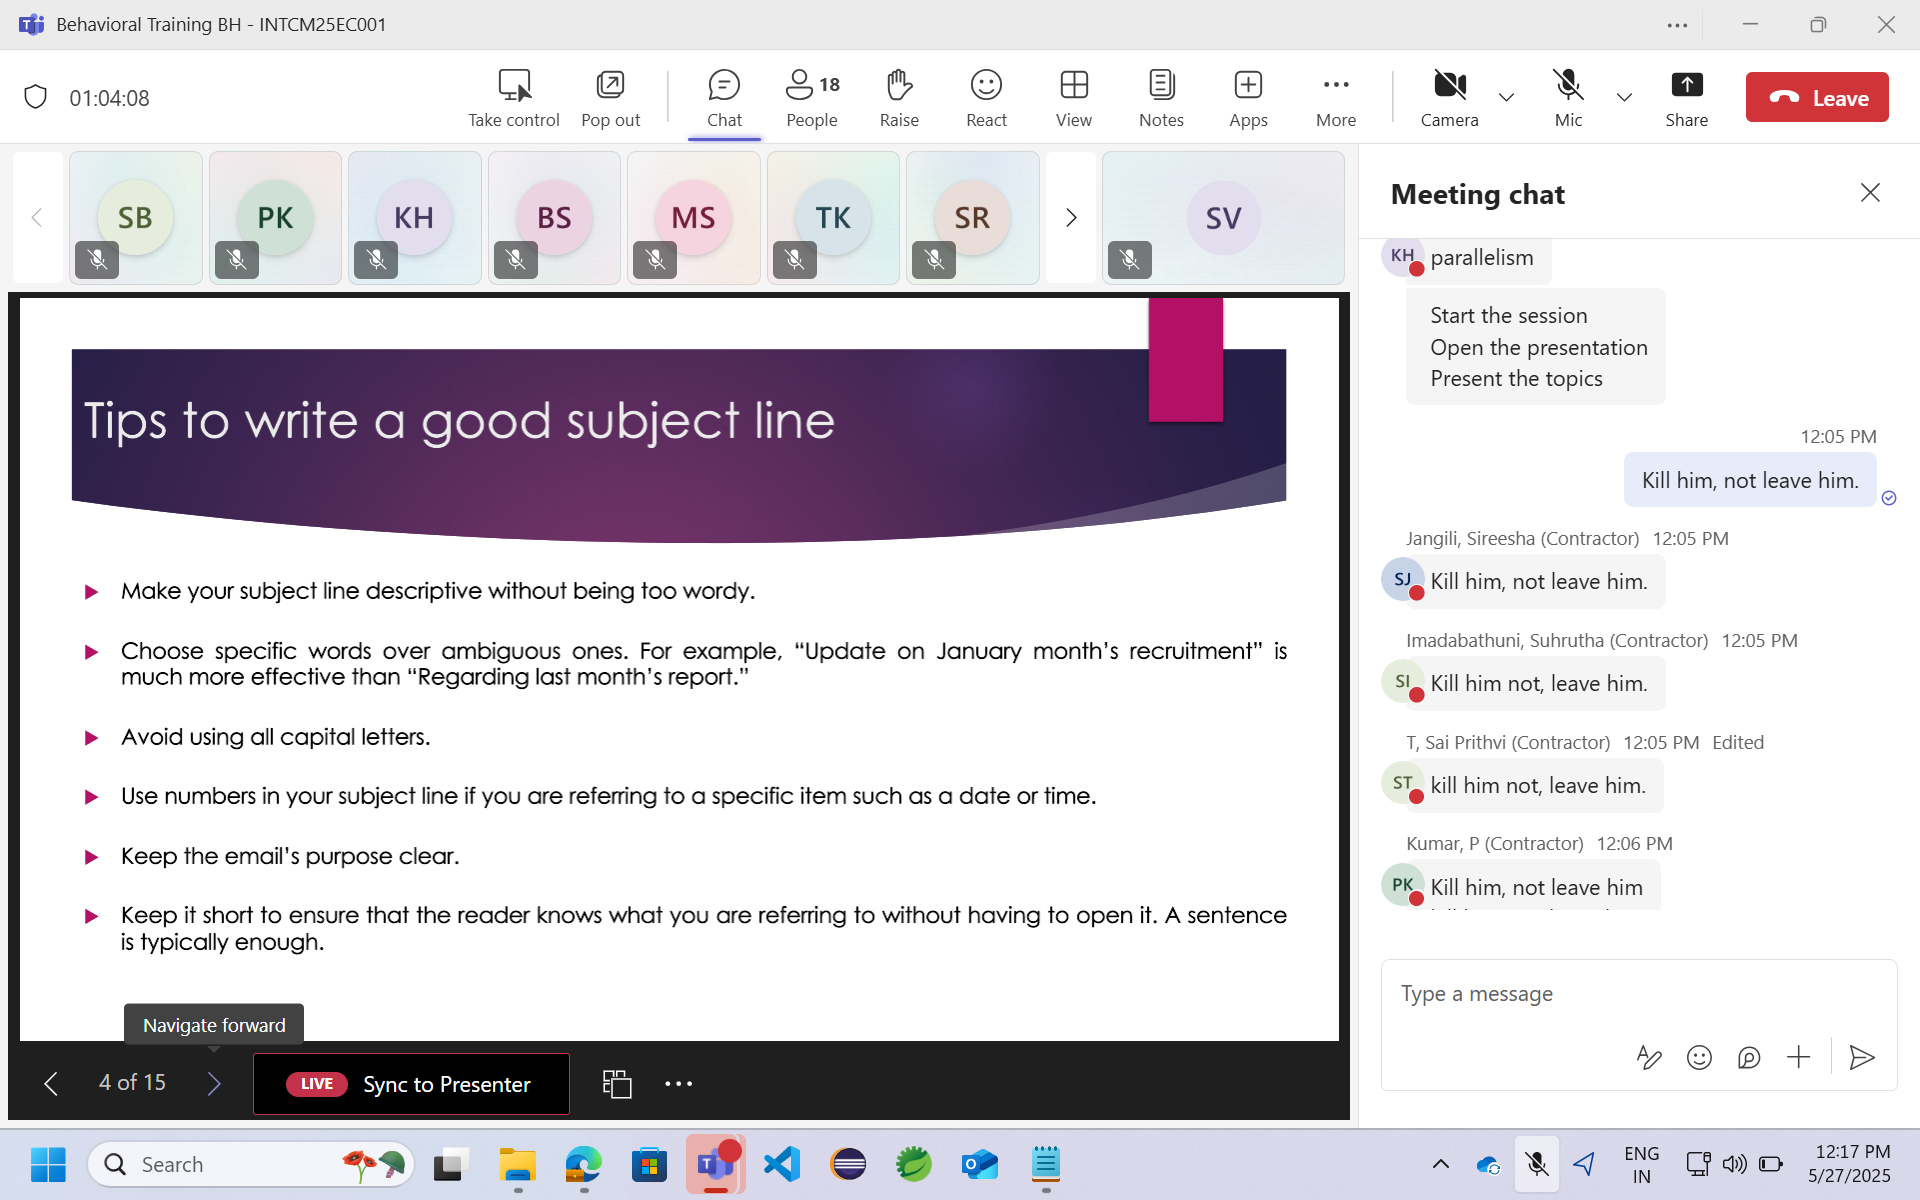 Behavioral Training BH - INTCM25EC001
01:04:08
Take control
Pop out
Chat
18
People
Raise
React
View
Notes
Apps
More
Camera
Mic
Share
Leave
SB
PK
KH
BS
MS
TK
SR
SV
Tips to write a good subject line
Make your subject line descriptive without being too wordy.
Choose specific words over ambiguous ones. For example, “Update on January month’s recruitment” is
much more effective than “Regarding last month’s report.”
Avoid using all capital letters.
Use numbers in your subject line if you are referring to a specific item such as a date or time.
Keep the email’s purpose clear.
Keep it short to ensure that the reader knows what you are referring to without having to open it. A sentence
is typically enough.
Navigate forward
4 of 15
LIVE Sync to Presenter
Meeting chat
KH
parallelism
Start the session
Open the presentation
Present the topics
12:05 PM
Kill him, not leave him.
Jangili, Sireesha (Contractor) 12:05 PM
SJ
Kill him, not leave him.
Imadabathuni, Suhrutha (Contractor) 12:05 PM
SI
Kill him not, leave him.
T, Sai Prithvi (Contractor) 12:05 PM Edited
ST
kill him not, leave him.
Kumar, P (Contractor) 12:06 PM
PK
Kill him, not leave him
Type a message
Search
ENG
IN
12:17 PM
5/27/2025